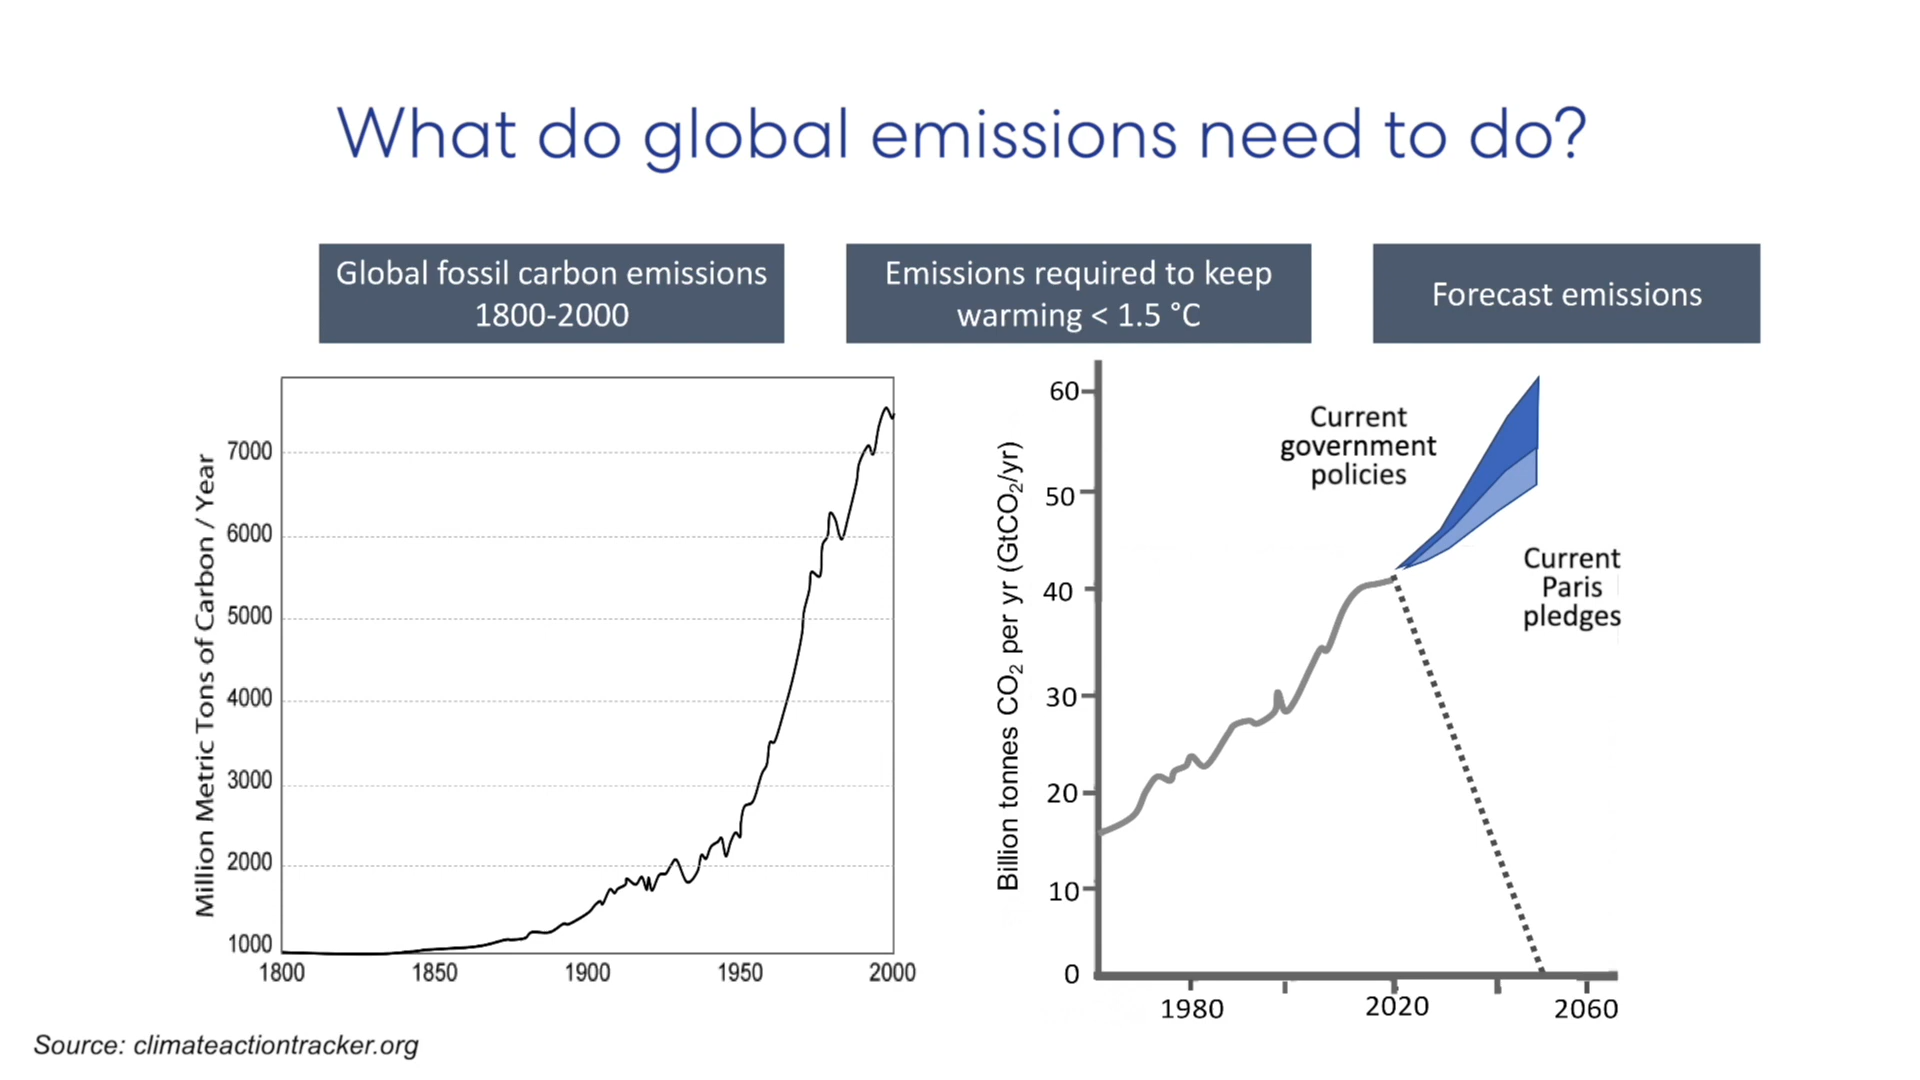 What do global emissions need to do?
Global fossil carbon emissions
1800-2000
Emissions required to keep
warming < 1.5 °C
Forecast emissions
Million Metric Tons of Carbon / Year
7000
6000
5000
4000
3000
2000
1000
1800
1850
1900
1950
2000
Billion tonnes CO₂ per yr (GtCO₂/yr)
60
50
40
30
20
10
0
1980
2020
2060
Current
government
policies
Current
Paris
pledges
Source: climateactiontracker.org